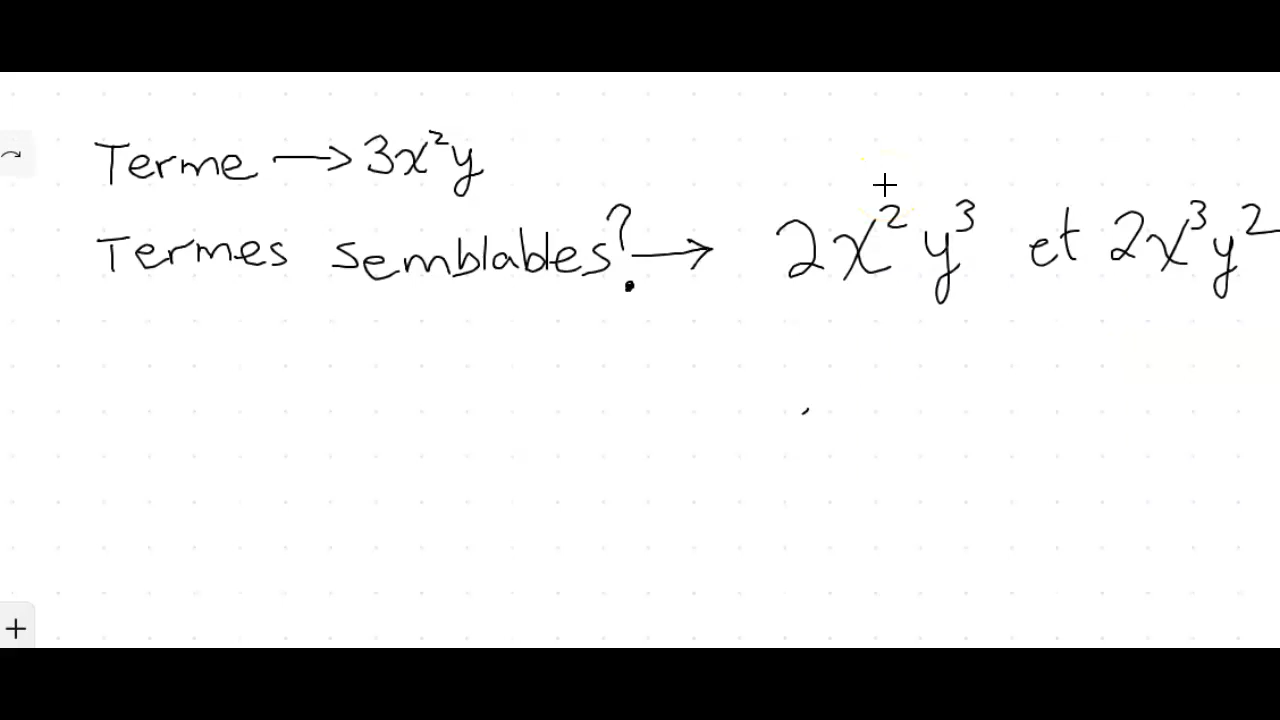 Terme → 3x²y
Termes semblables? → 2x²y³ et 2x³y²